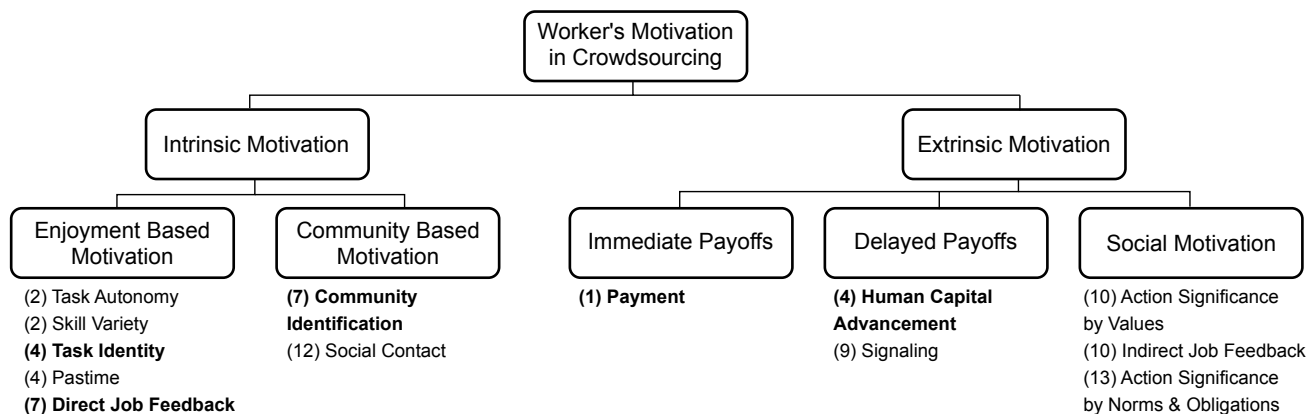 Worker's Motivation
in Crowdsourcing
Intrinsic Motivation
Extrinsic Motivation
Enjoyment Based
Motivation
Community Based
Motivation
Immediate Payoffs
Delayed Payoffs
Social Motivation
(2) Task Autonomy
(2) Skill Variety
(4) Task Identity
(4) Pastime
(7) Direct Job Feedback
(7) Community
Identification
(12) Social Contact
(1) Payment
(4) Human Capital
Advancement
(9) Signaling
(10) Action Significance
by Values
(10) Indirect Job Feedback
(13) Action Significance
by Norms & Obligations